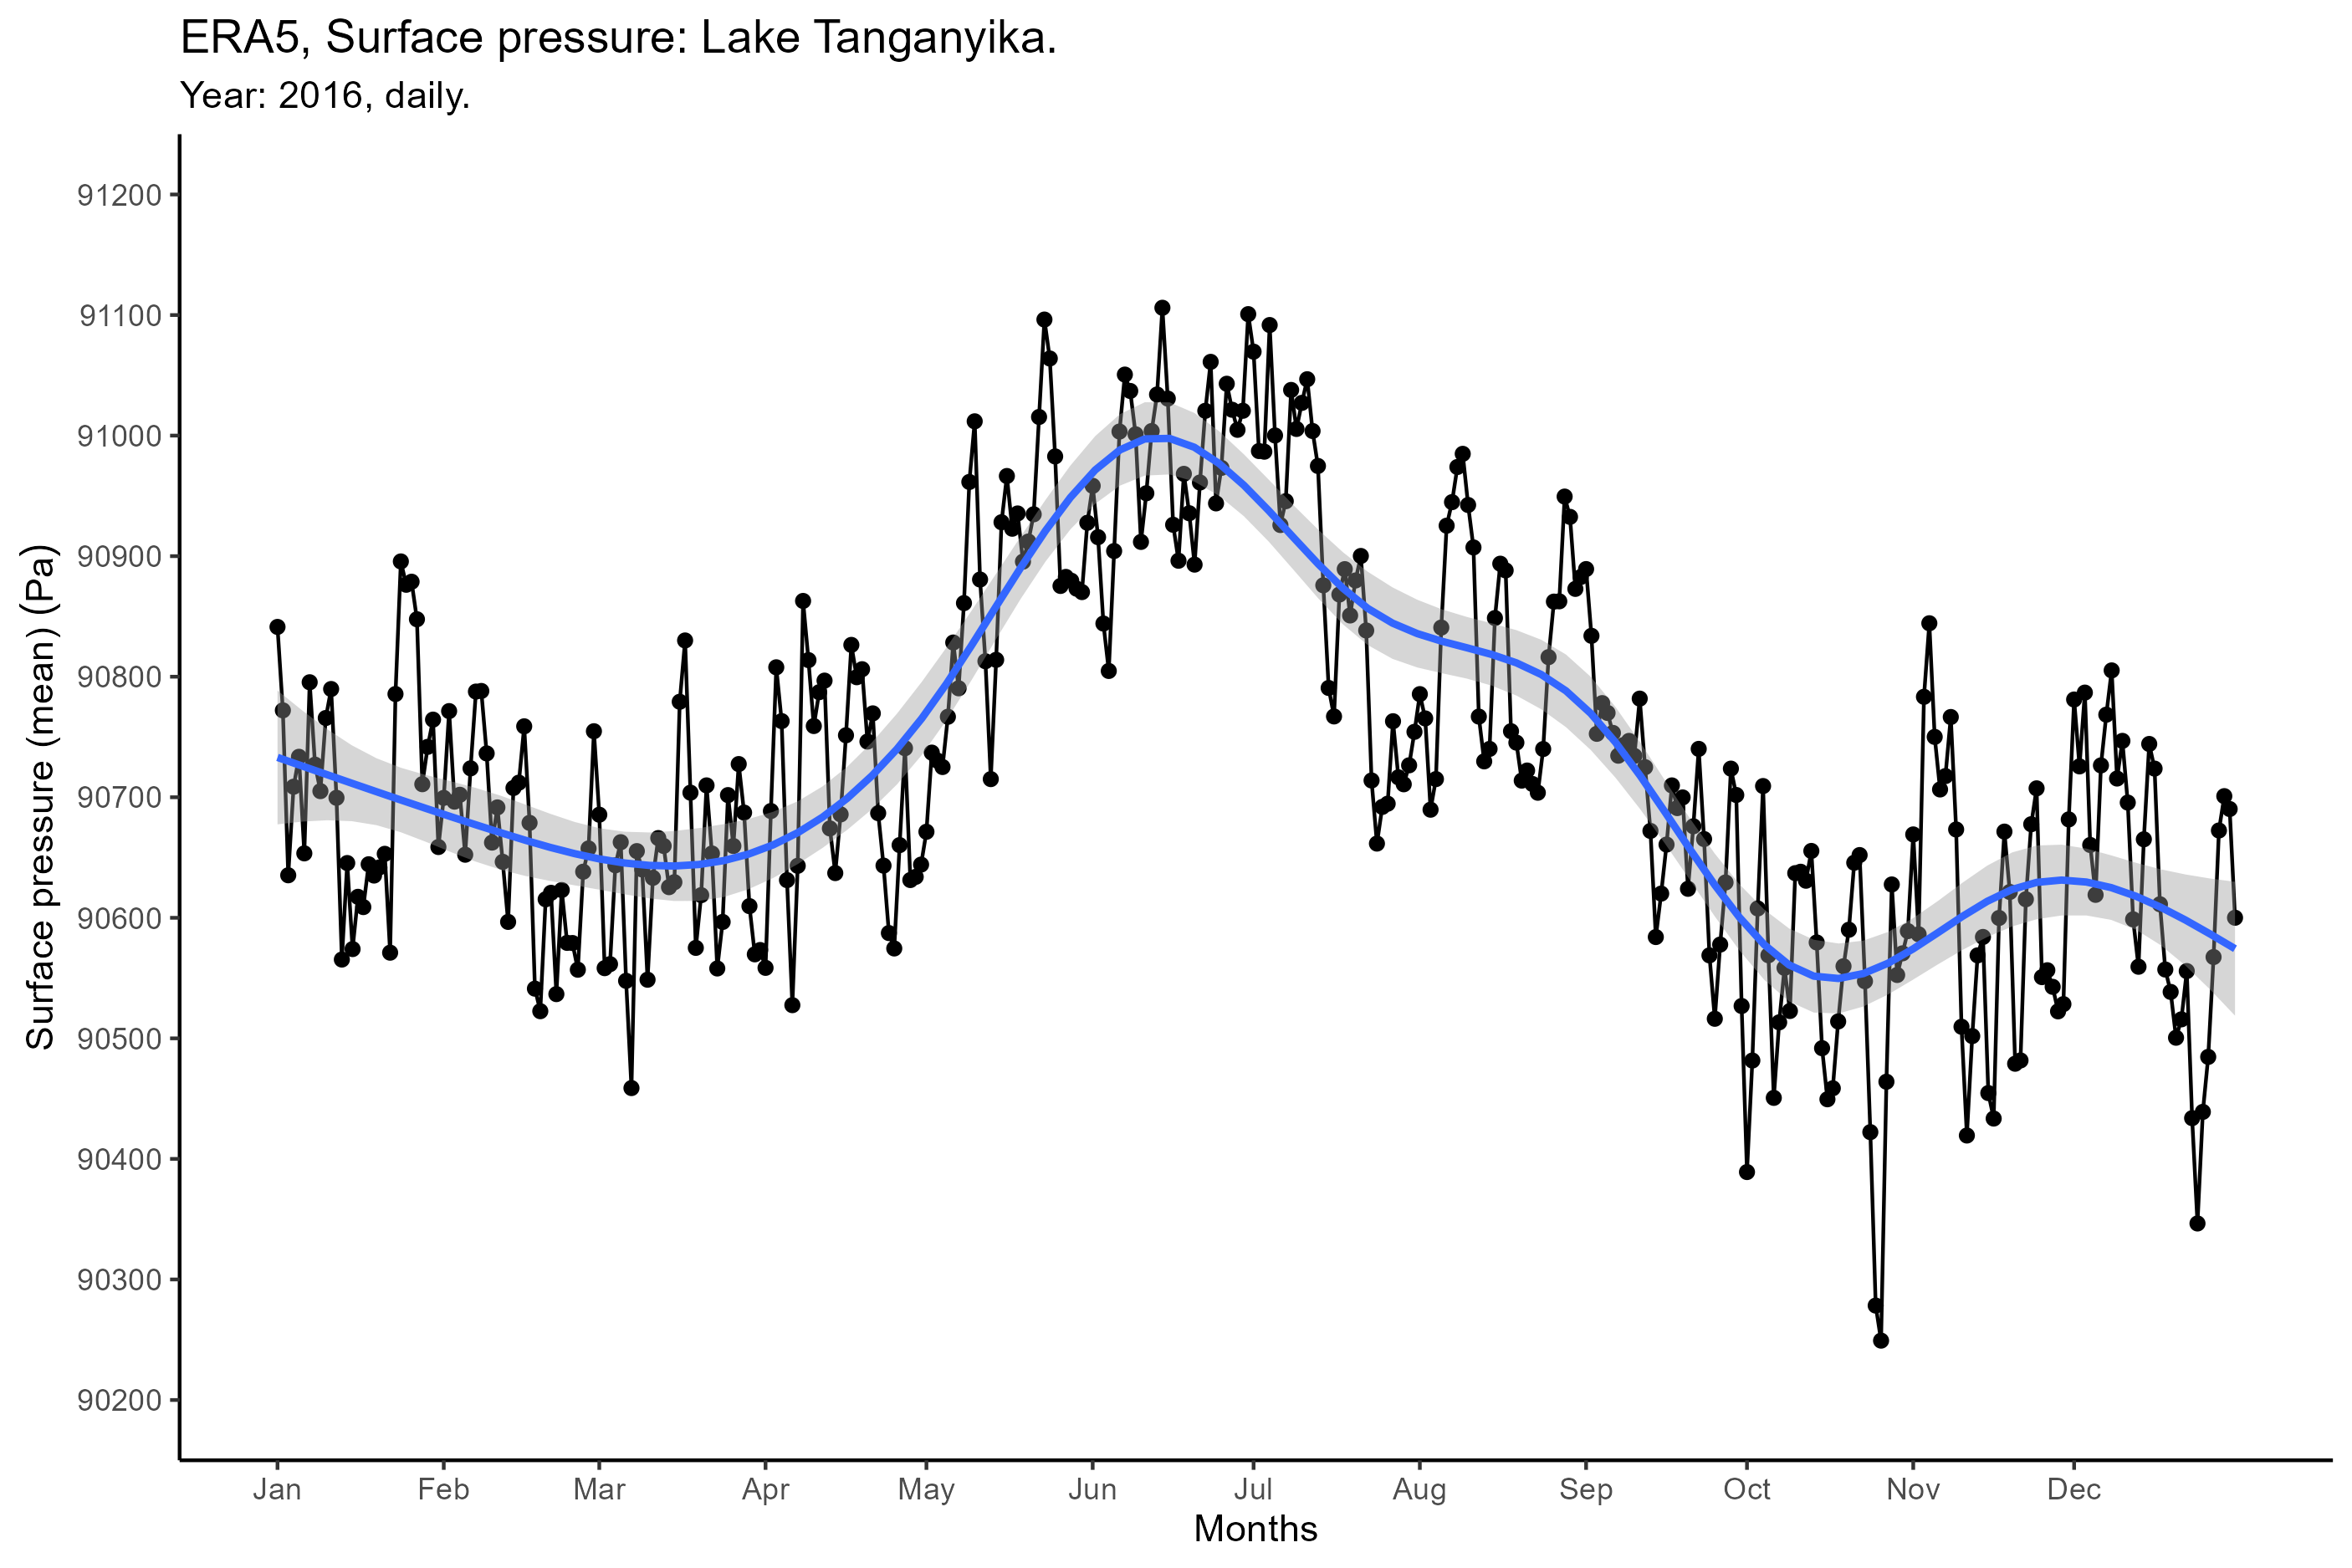 ERA5, Surface pressure: Lake Tanganyika.
Year: 2016, daily.
Surface pressure (mean) (Pa)
91200
91100
91000
90900
90800
90700
90600
90500
90400
90300
90200
Jan Feb Mar Apr May Jun Jul Aug Sep Oct Nov Dec
Months